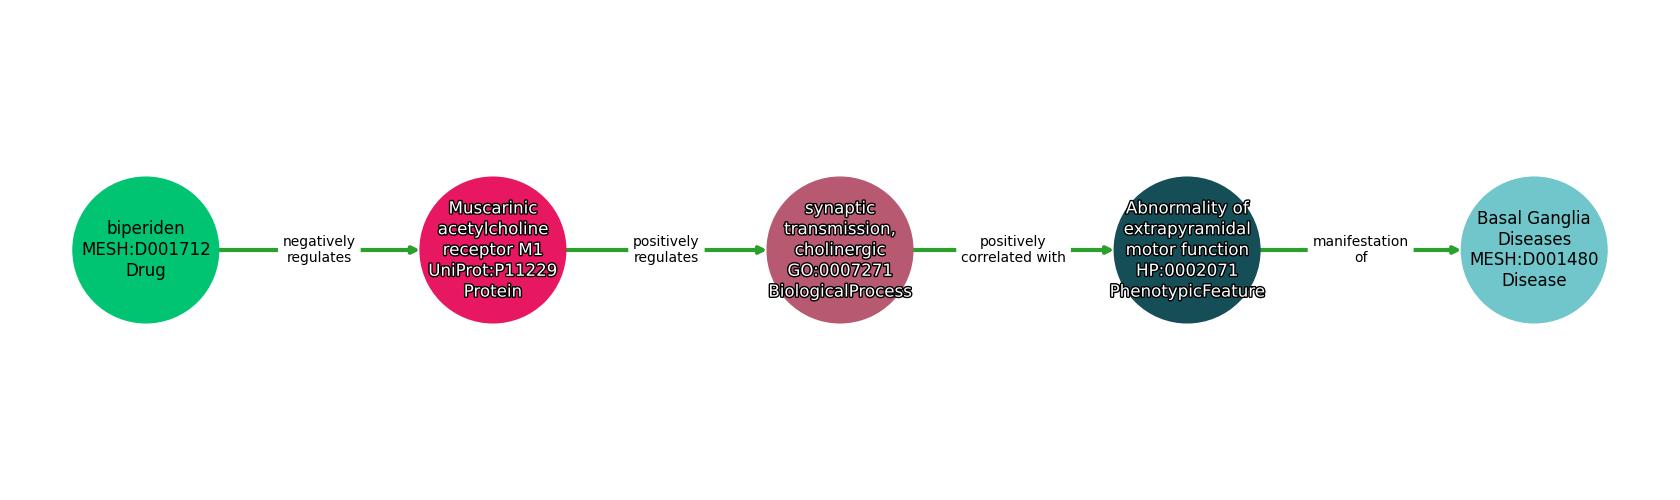 biperiden
MESH:D001712
Drug
negatively
regulates
Muscarinic
acetylcholine
receptor M1
UniProt:P11229
Protein
positively
regulates
synaptic
transmission,
cholinergic
GO:0007271
BiologicalProcess
positively
correlated with
Abnormality of
extrapyramidal
motor function
HP:0002071
PhenotypicFeature
manifestation
of
Basal Ganglia
Diseases
MESH:D001480
Disease